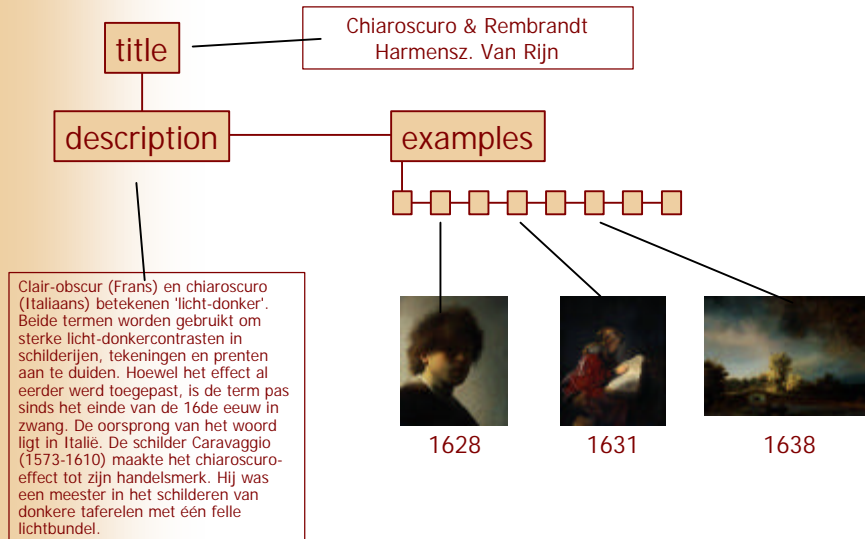 title
Chiaroscuro & Rembrandt
Harmensz. Van Rijn
description
examples
Clair-obscur (Frans) en chiaroscuro
(Italiaans) betekenen 'licht-donker'.
Beide termen worden gebruikt om
sterke licht-donkercontrasten in
schilderijen, tekeningen en prenten
aan te duiden. Hoewel het effect al
eerder werd toegepast, is de term pas
sinds het einde van de 16de eeuw in
zwang. De oorsprong van het woord
ligt in Italië. De schilder Caravaggio
(1573-1610) maakte het chiaroscuro-
effect tot zijn handelsmerk. Hij was
een meester in het schilderen van
donkere taferelen met één felle
lichtbundel.
1628
1631
1638